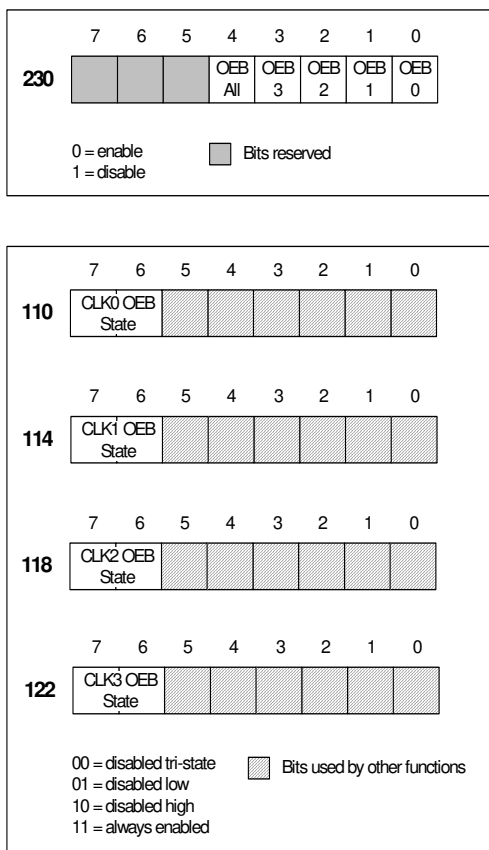 7 6 5 4 3 2 1 0
230
OEB All OEB 3 OEB 2 OEB 1 OEB 0
0 = enable
1 = disable
Bits reserved
7 6 5 4 3 2 1 0
110
CLK0 OEB
State
7 6 5 4 3 2 1 0
114
CLK1 OEB
State
7 6 5 4 3 2 1 0
118
CLK2 OEB
State
7 6 5 4 3 2 1 0
122
CLK3 OEB
State
00 = disabled tri-state
01 = disabled low
10 = disabled high
11 = always enabled
Bits used by other functions